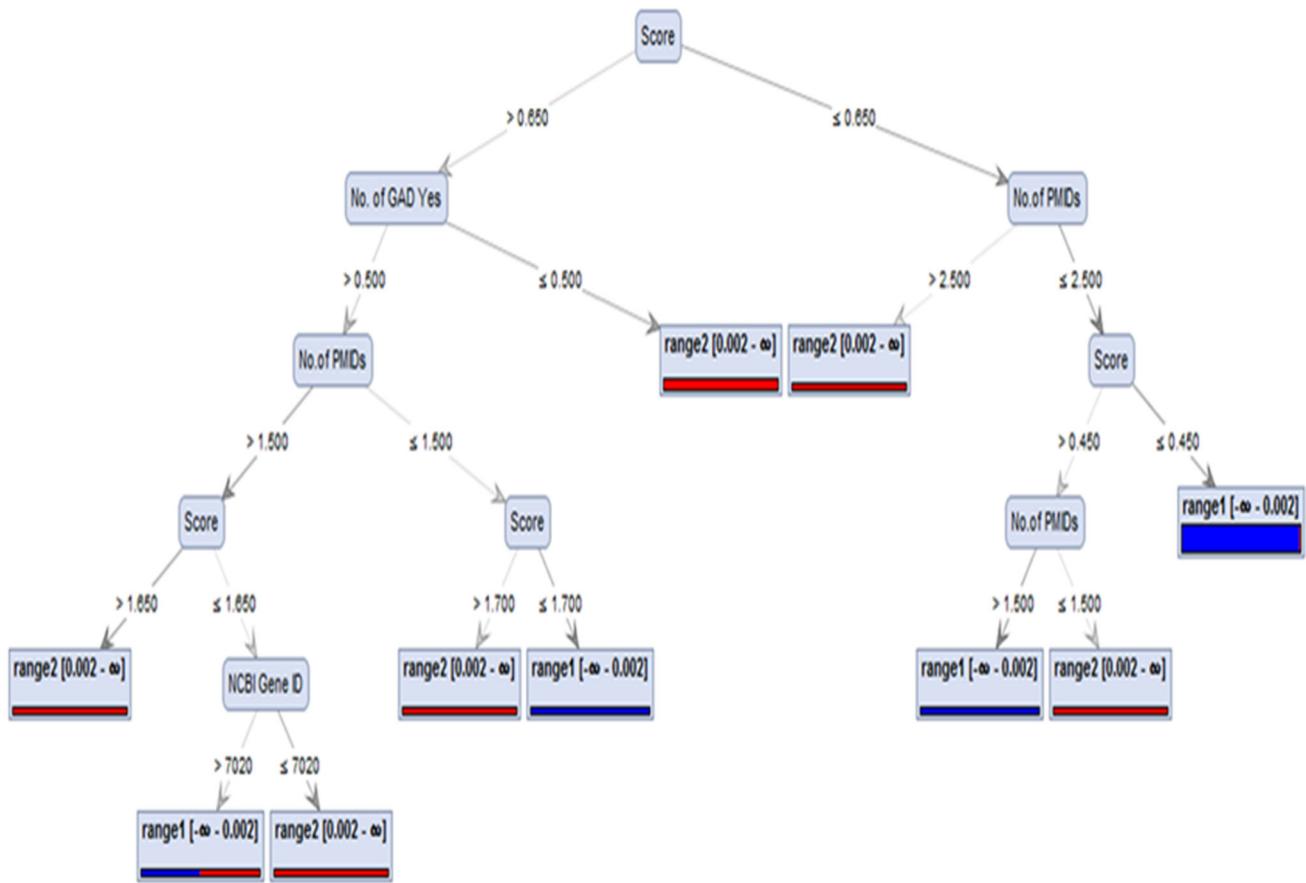 Score
> 0.650
≤ 0.650
No. of GAD Yes
No.of PMIDs
> 0.500
≤ 0.500
> 2.500
≤ 2.500
No.of PMIDs
range2 [0.002 - ∞]
range2 [0.002 - ∞]
Score
> 1.500
≤ 1.500
> 0.450
≤ 0.450
Score
Score
No.of PMIDs
range1 [-∞ - 0.002]
> 1.650
≤ 1.650
> 1.700
≤ 1.700
> 1.500
≤ 1.500
range2 [0.002 - ∞]
NCBI Gene ID
range2 [0.002 - ∞]
range1 [-∞ - 0.002]
range1 [-∞ - 0.002]
range2 [0.002 - ∞]
> 7020
≤ 7020
range1 [-∞ - 0.002]
range2 [0.002 - ∞]